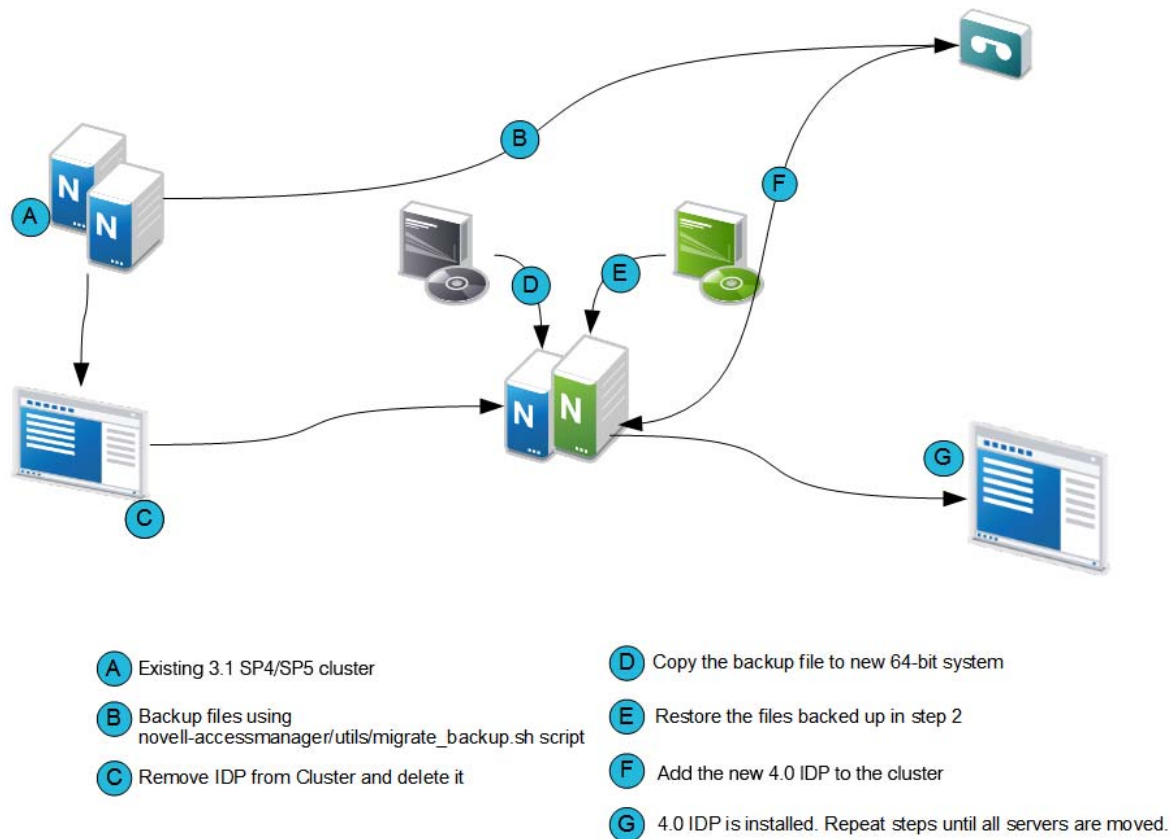 B
F
N
N
A
D
E
N
N
C
G
A Existing 3.1 SP4/SP5 cluster
B Backup files using
novell-accessmanager/utils/migrate_backup.sh script
C Remove IDP from Cluster and delete it
D Copy the backup file to new 64-bit system
E Restore the files backed up in step 2
F Add the new 4.0 IDP to the cluster
G 4.0 IDP is installed. Repeat steps until all servers are moved.